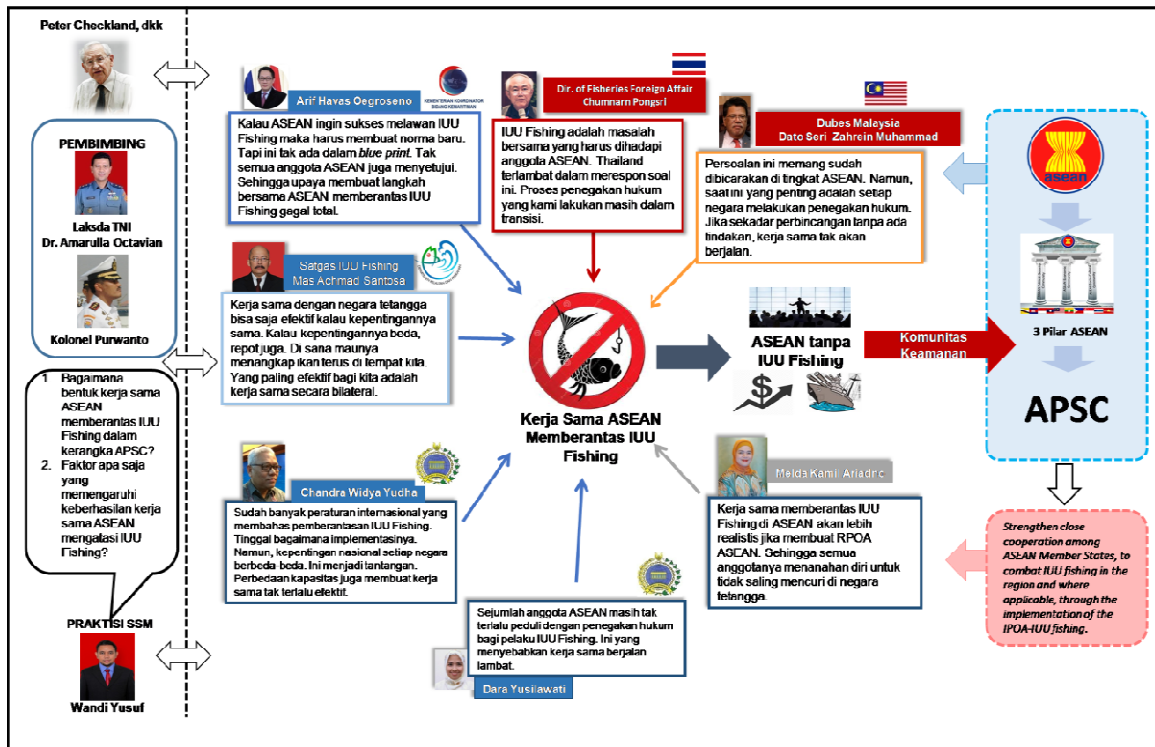 Peter Checkland, dkk
PEMBIMBING
Laksda TNI
Dr. Amarulla Octavian
Kolonel Purwanto
1 Bagaimana
bentuk kerja sama
ASEAN
memberantas IUU
Fishing dalam
kerangka APSC?
2. Faktor apa saja
yang
memengaruhi
keberhasilan kerja
sama ASEAN
mengatasi IUU
Fishing?
PRAKTISI SSM
Wandi Yusuf
Arif Havas Oegroseno
KEMENTERIAN KOORDINATOR
BIDANG KEMARITIMAN
Kalau ASEAN ingin sukses melawan IUU
Fishing maka harus membuat norma baru.
Tapi ini tak ada dalam blue print. Tak
semua anggota ASEAN juga menyetujui.
Sehingga upaya membuat langkah
bersama ASEAN memberantas IUU
Fishing gagal total.
Dir. of Fisheries Foreign Affair
Chumnarn Pongsri
IUU Fishing adalah masalah
bersama yang harus dihadapi
anggota ASEAN. Thailand
terlambat dalam merespon soal
ini. Proses penegakan hukum
yang kami lakukan masih dalam
transisi.
Dubes Malaysia
Dato Seri Zahrein Muhammad
Persoalan ini memang sudah
dibicarakan di tingkat ASEAN. Namun,
saat ini yang penting adalah setiap
negara melakukan penegakan hukum.
Jika sekadar perbincangan tanpa ada
tindakan, kerja sama tak akan
berjalan.
Satgas IUU Fishing
Mas Achmad Santosa
Kerja sama dengan negara tetangga
bisa saja efektif kalau kepentingannya
sama. Kalau kepentingannya beda,
repot juga. Di sana maunya
menangkap ikan terus di tempat kita.
Yang paling efektif bagi kita adalah
kerja sama secara bilateral.
Kerja Sama ASEAN
Memberantas IUU
Fishing
ASEAN tanpa
IUU Fishing
Komunitas
Keamanan
asean
3 Pilar ASEAN
APSC
Strengthen close
cooperation among
ASEAN Member States, to
combat IUU fishing in the
region and where
applicable, through the
implementation of the
IPOA-IUU fishing.
Chandra Widya Yudha
Sudah banyak peraturan internasional yang
membahas pemberantasan IUU Fishing.
Tinggal bagaimana implementasinya.
Namun, kepentingan nasional setiap negara
berbeda-beda. Ini menjadi tantangan.
Perbedaan kapasitas juga membuat kerja
sama tak terlalu efektif.
Sejumlah anggota ASEAN masih tak
terlalu peduli dengan penegakan hukum
bagi pelaku IUU Fishing. Ini yang
menyebabkan kerja sama berjalan
lambat.
Dara Yusilawati
Melda Kamil Ariadno
Kerja sama memberantas IUU
Fishing di ASEAN akan lebih
realistis jika membuat RPOA
ASEAN. Sehingga semua
anggotanya menahan diri untuk
tidak saling mencuri di negara
tetangga.